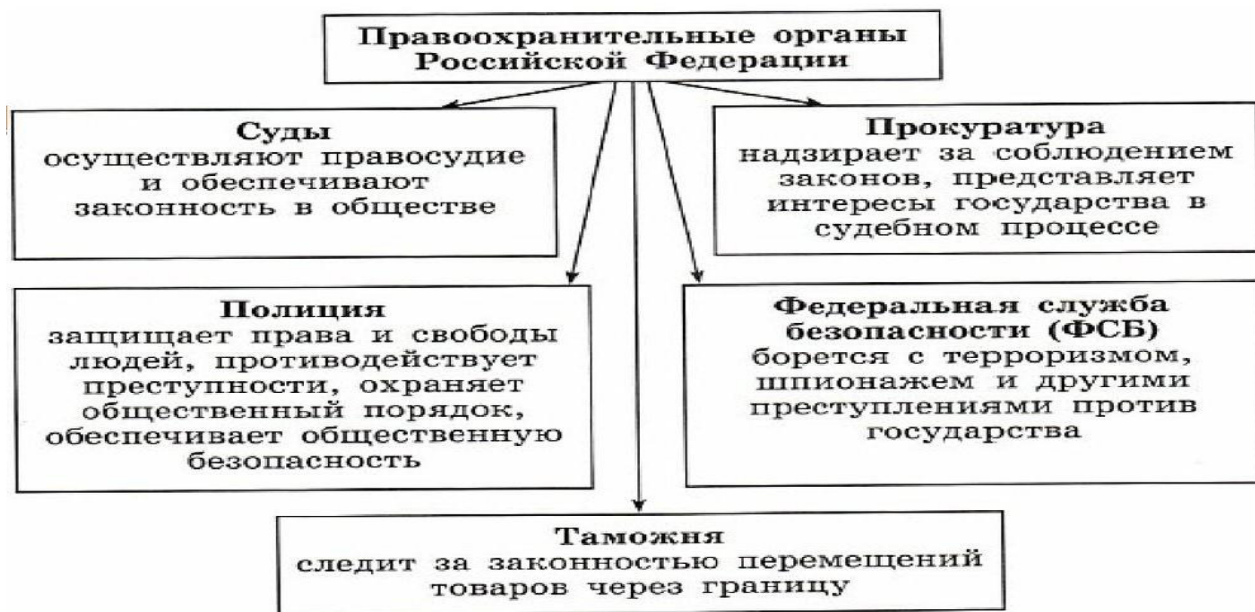 Правоохранительные органы
Российской Федерации
Суды
осуществляют правосудие
и обеспечивают
законность в обществе
Прокуратура
надзирает за соблюдением
законов, представляет
интересы государства в
судебном процессе
Полиция
защищает права и свободы
людей, противодействует
преступности, охраняет
общественный порядок,
обеспечивает общественную
безопасность
Федеральная служба
безопасности (ФСБ)
борется с терроризмом,
шпионажем и другими
преступлениями против
государства
Таможня
следит за законностью перемещений
товаров через границу